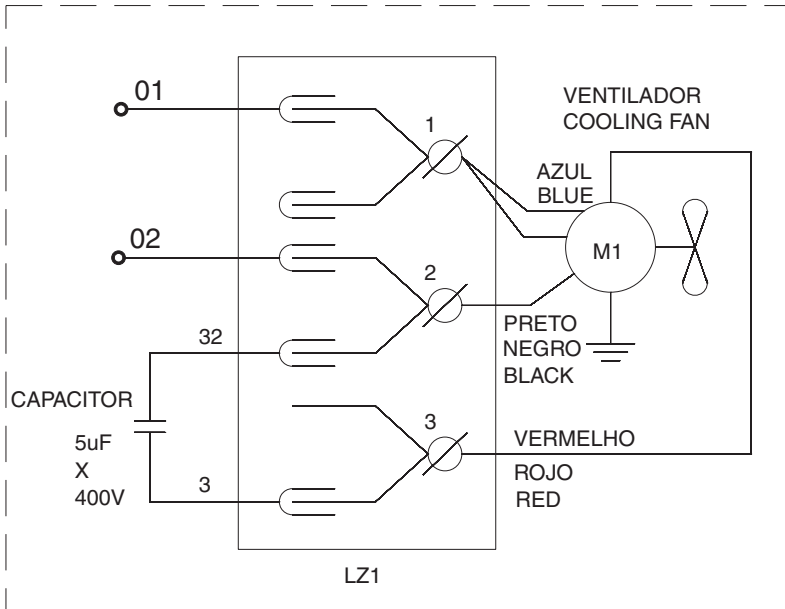 01
VENTILADOR
COOLING FAN
1
AZUL
BLUE
02
M1
2
32
PRETO
NEGRO
BLACK
CAPACITOR
5uF
X
400V
3
VERMELHO
ROJO
RED
3
LZ1